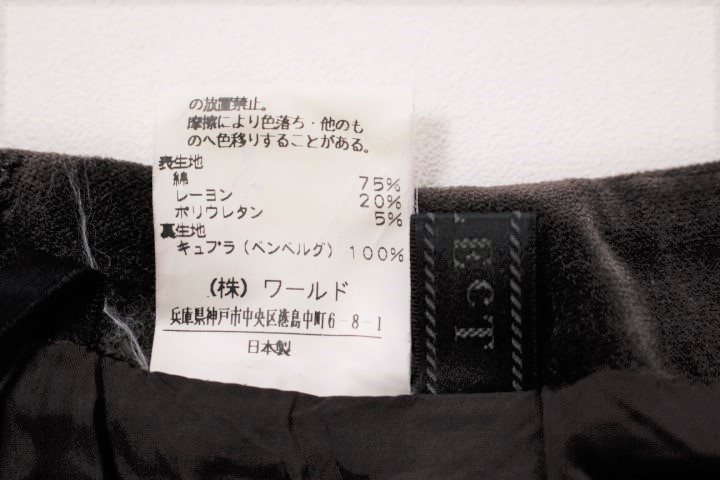 の放置禁止。
摩擦により色落ち・他のも
のへ色移りすることがある。
表生地
綿 75%
レーヨン 20%
ポリウレタン 5%
裏生地
キュプラ（ベンベルグ） 100%
（株）ワールド
兵庫県神戸市中央区港島中町6-8-1
日本製
ECT